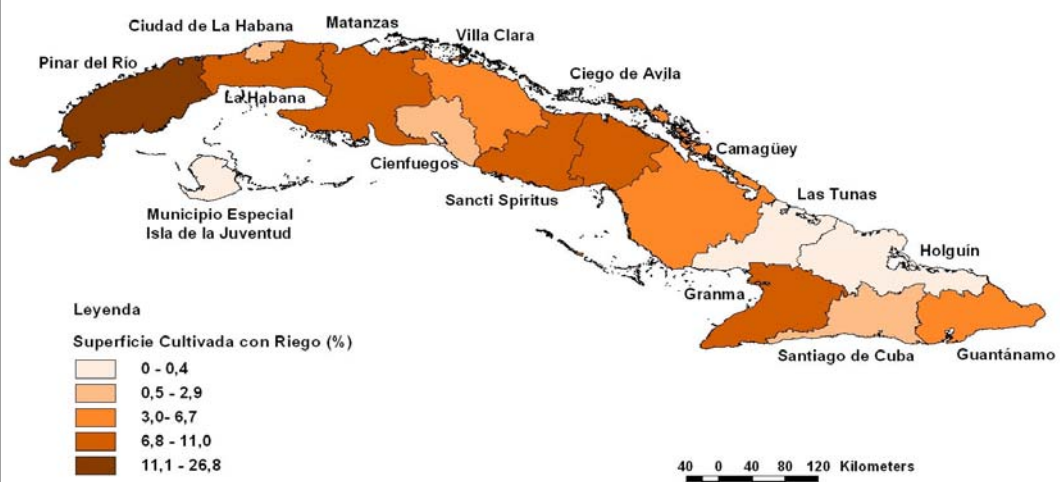 Ciudad de La Habana
Matanzas
Villa Clara
Pinar del Río
Ciego de Avila
La Habana
Camagüey
Cienfuegos
Las Tunas
Sancti Spiritus
Municipio Especial
Isla de la Juventud
Holguín
Granma
Santiago de Cuba
Guantánamo
Leyenda
Superficie Cultivada con Riego (%)
0 - 0,4
0,5 - 2,9
3,0- 6,7
6,8 - 11,0
11,1 - 26,8
40 0 40 80 120 Kilometers